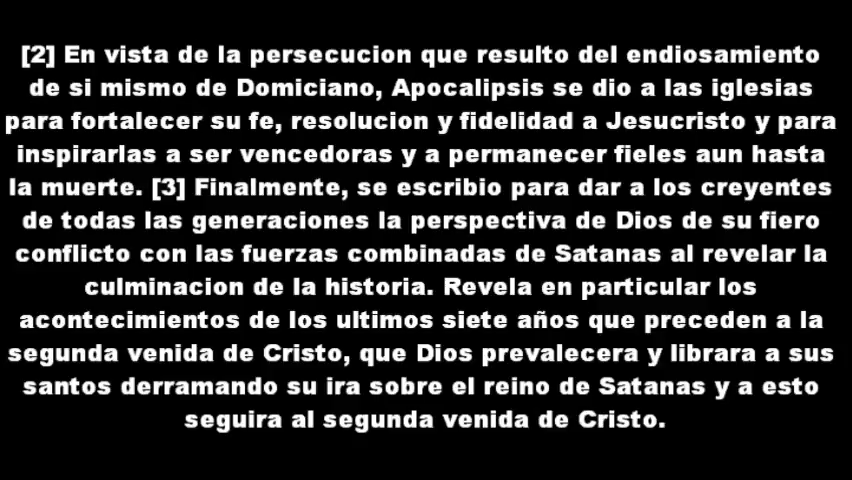 [2] En vista de la persecucion que resulto del endiosamiento
de si mismo de Domiciano, Apocalipsis se dio a las iglesias
para fortalecer su fe, resolucion y fidelidad a Jesucristo y para
inspirarlas a ser vencedoras y a permanecer fieles aun hasta
la muerte. [3] Finalmente, se escribio para dar a los creyentes
de todas las generaciones la perspectiva de Dios de su fiero
conflicto con las fuerzas combinadas de Satanas al revelar la
culminacion de la historia. Revela en particular los
acontecimientos de los ultimos siete años que preceden a la
segunda venida de Cristo, que Dios prevalecera y librara a sus
santos derramando su ira sobre el reino de Satanas y a esto
seguira al segunda venida de Cristo.